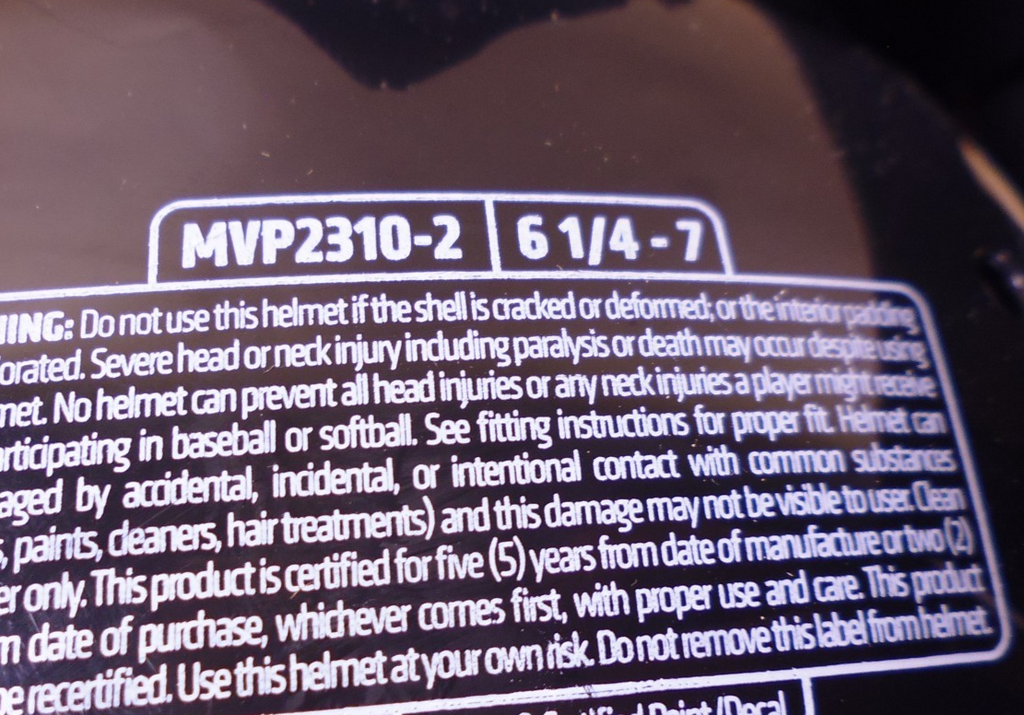 MVP2310-2 6 1/4 - 7
NING: Do not use this helmet if the shell is cracked or deformed; or the interior padding
orated. Severe head or neck injury including paralysis or death may occur despite using
met. No helmet can prevent all head injuries or any neck injuries a player might receive
articipating in baseball or softball. See fitting instructions for proper fit. Helmet can
aged by accidental, incidental, or intentional contact with common substances
s, paints, cleaners, hair treatments) and this damage may not be visible to user. Clean
er only. This product is certified for five (5) years from date of manufacture or two (2)
m date of purchase, whichever comes first, with proper use and care. This product
be recertified. Use this helmet at your own risk. Do not remove this label from helmet.
Paint/Decal